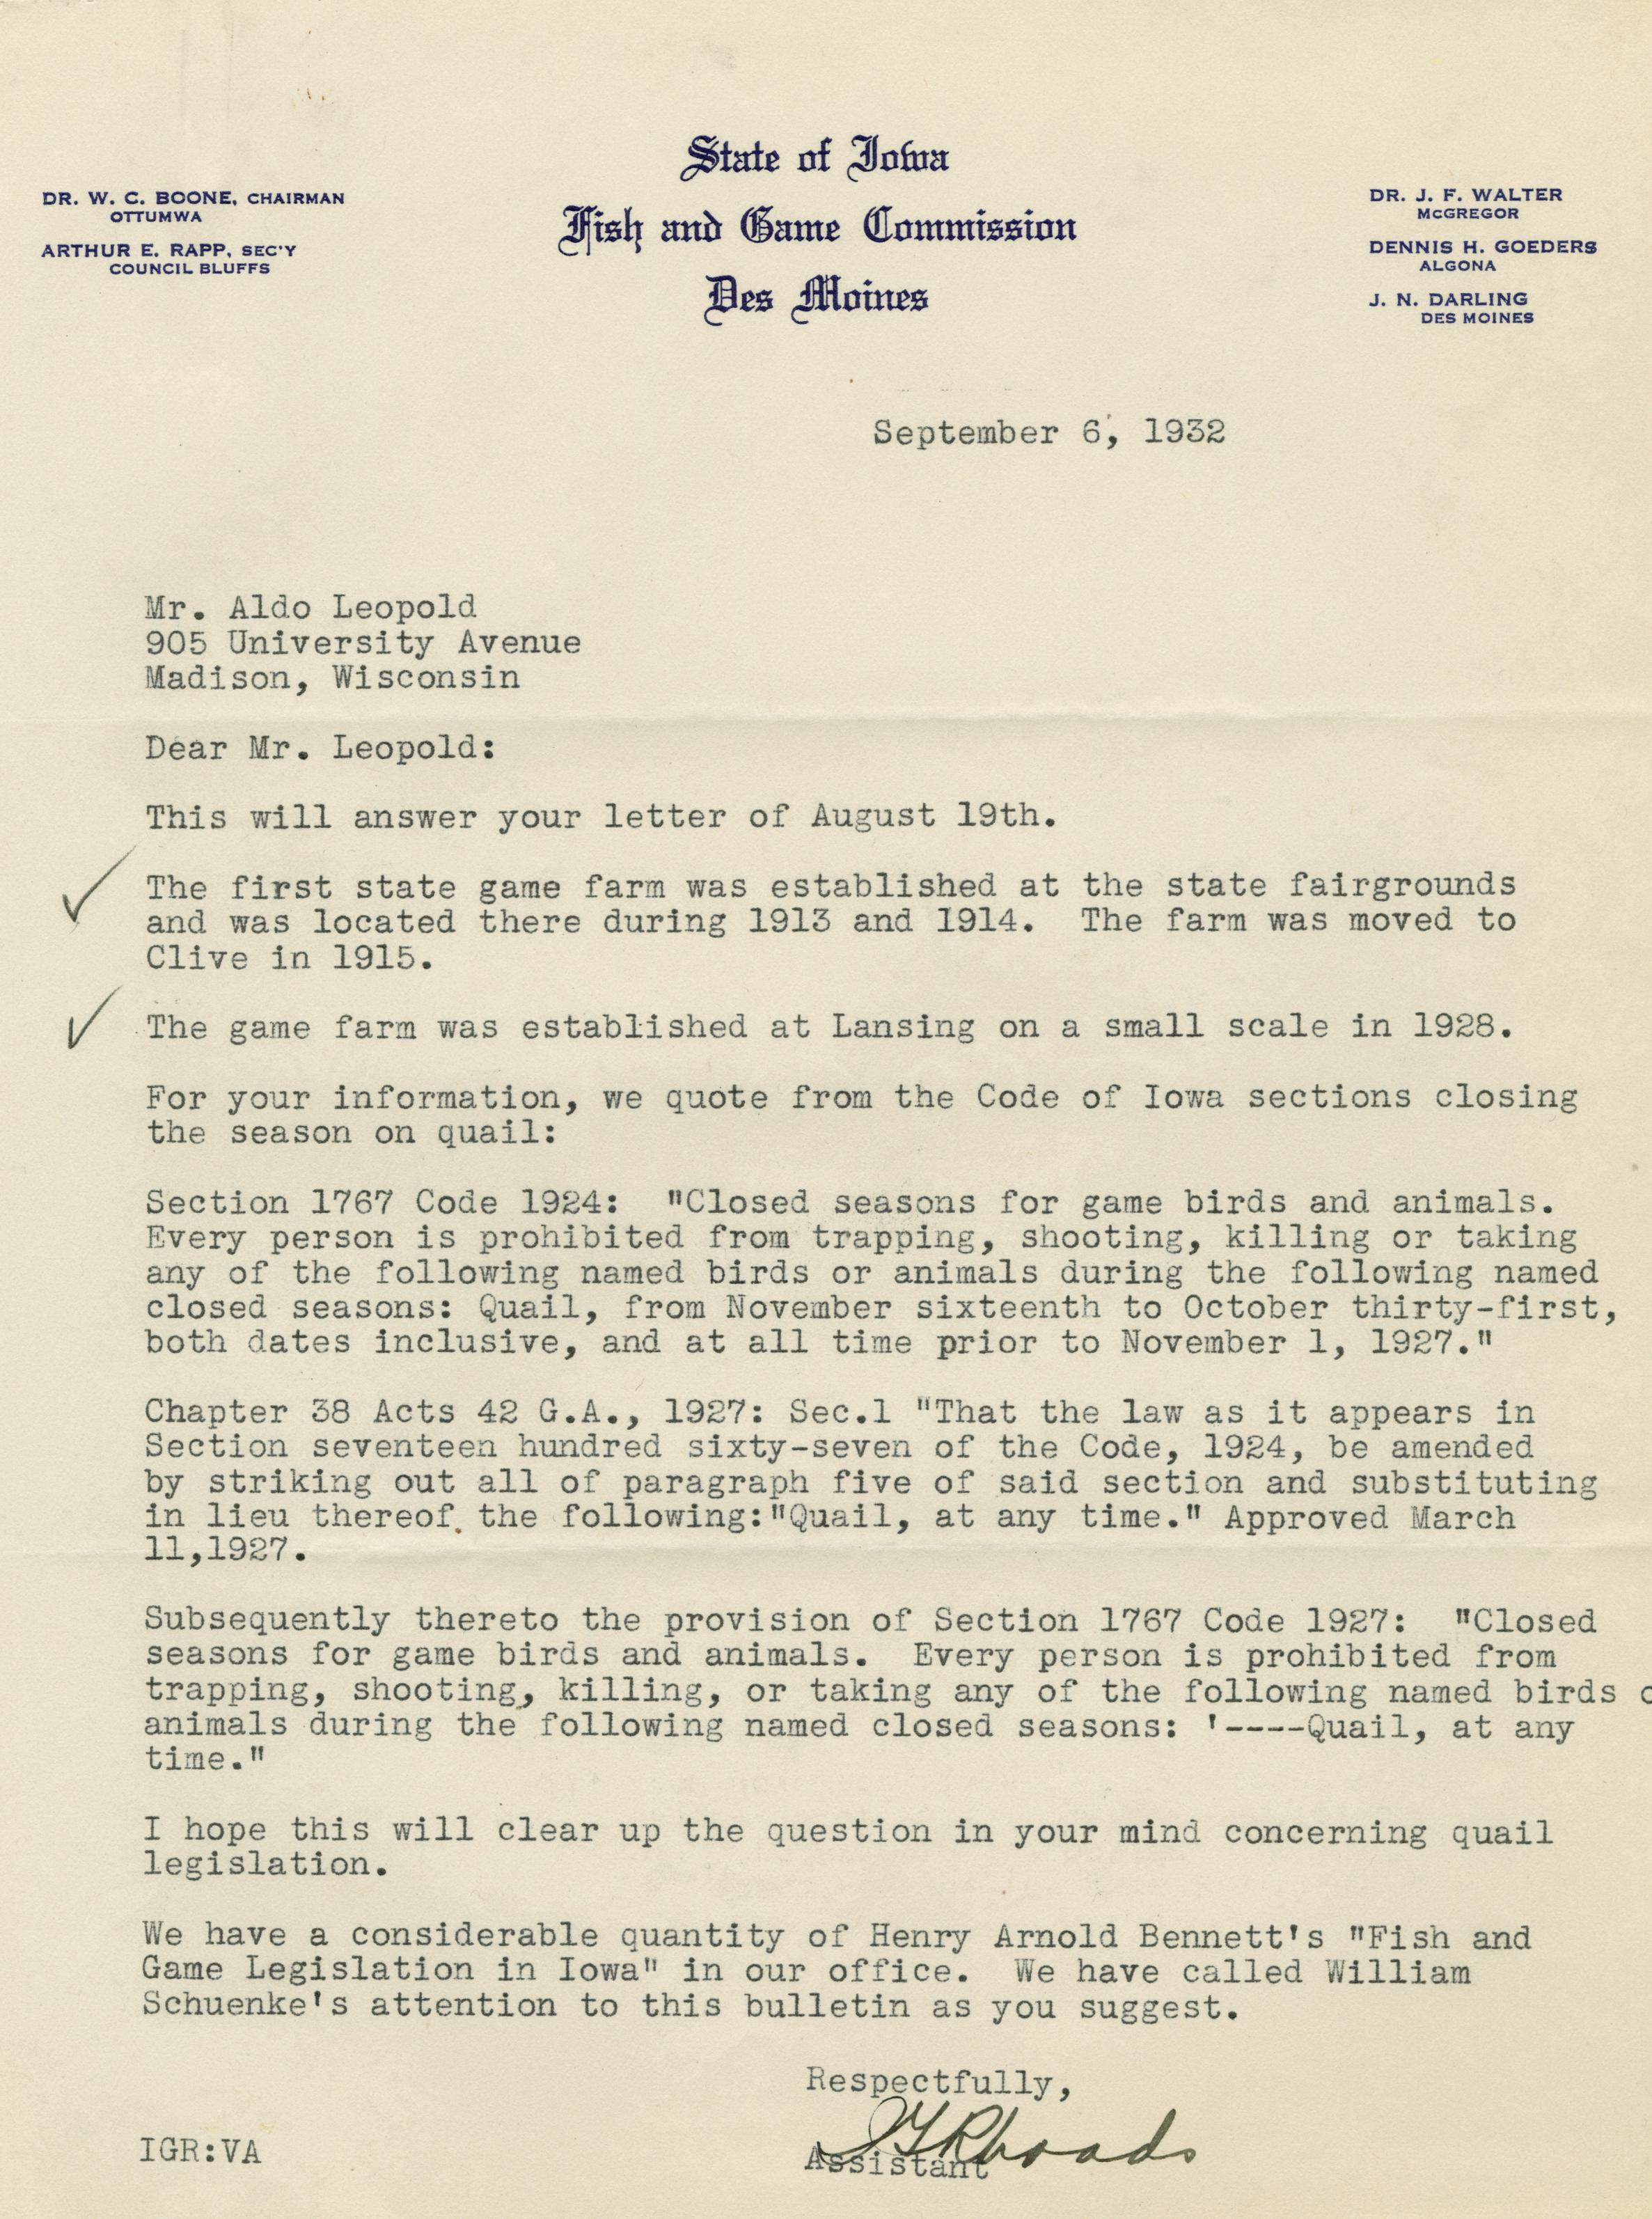 State of Iowa
Fish and Game Commission
Des Moines
DR. W. C. BOONE, CHAIRMAN
OTTUMWA
ARTHUR E. RAPP, SEC'Y
COUNCIL BLUFFS
DR. J. F. WALTER
McGREGOR
DENNIS H. GOEDERS
ALGONA
J. N. DARLING
DES MOINES
September 6, 1932
Mr. Aldo Leopold
905 University Avenue
Madison, Wisconsin
Dear Mr. Leopold:
This will answer your letter of August 19th.
The first state game farm was established at the state fairgrounds
and was located there during 1913 and 1914.  The farm was moved to
Clive in 1915.
The game farm was established at Lansing on a small scale in 1928.
For your information, we quote from the Code of Iowa sections closing
the season on quail:
Section 1767 Code 1924:  "Closed seasons for game birds and animals.
Every person is prohibited from trapping, shooting, killing or taking
any of the following named birds or animals during the following named
closed seasons: Quail, from November sixteenth to October thirty-first,
both dates inclusive, and at all time prior to November 1, 1927."
Chapter 38 Acts 42 G.A., 1927: Sec.1 "That the law as it appears in
Section seventeen hundred sixty-seven of the Code, 1924, be amended
by striking out all of paragraph five of said section and substituting
in lieu thereof the following:"Quail, at any time." Approved March
11,1927.
Subsequently thereto the provision of Section 1767 Code 1927:  "Closed
seasons for game birds and animals.  Every person is prohibited from
trapping, shooting, killing, or taking any of the following named birds
animals during the following named closed seasons: '----Quail, at any
time."
I hope this will clear up the question in your mind concerning quail
legislation.
We have a considerable quantity of Henry Arnold Bennett's "Fish and
Game Legislation in Iowa" in our office.  We have called William
Schuenke's attention to this bulletin as you suggest.
Respectfully,
IGRhoads
IGR:VA
Assistant